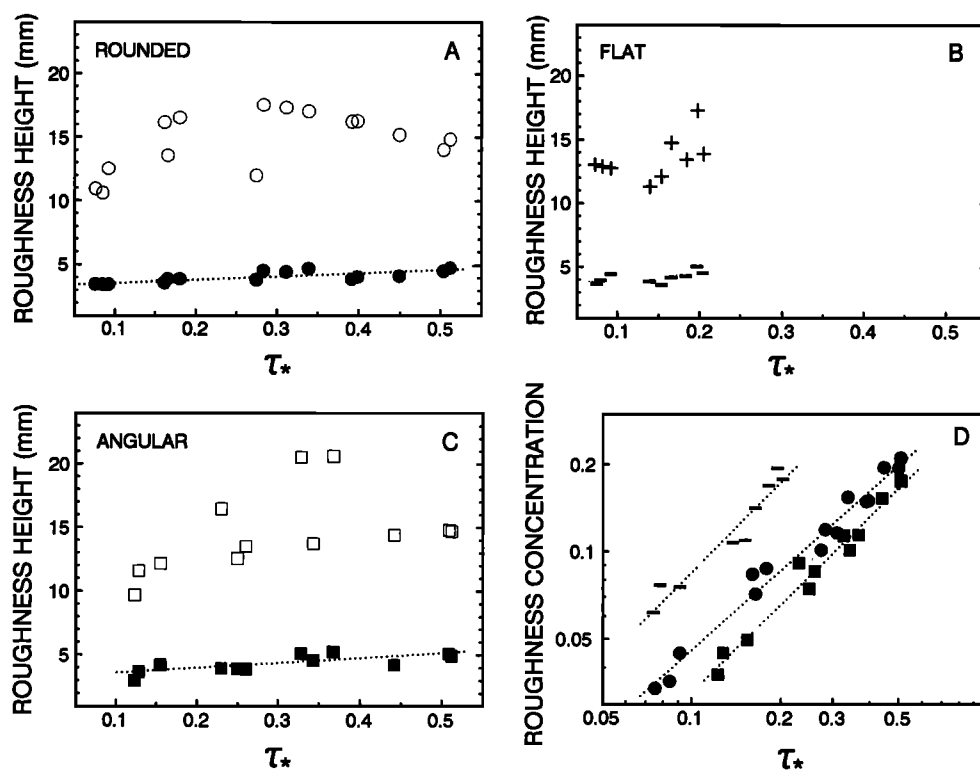 ROUNDED A
ROUGHNESS HEIGHT (mm)
20
15
10
5
0.1 0.2 0.3 0.4 0.5
τ*
FLAT B
ROUGHNESS HEIGHT (mm)
20
15
10
5
0.1 0.2 0.3 0.4 0.5
τ*
ANGULAR C
ROUGHNESS HEIGHT (mm)
20
15
10
5
0.1 0.2 0.3 0.4 0.5
τ*
D
ROUGHNESS CONCENTRATION
0.2
0.1
0.05
0.05 0.1 0.2 0.3 0.5
τ*